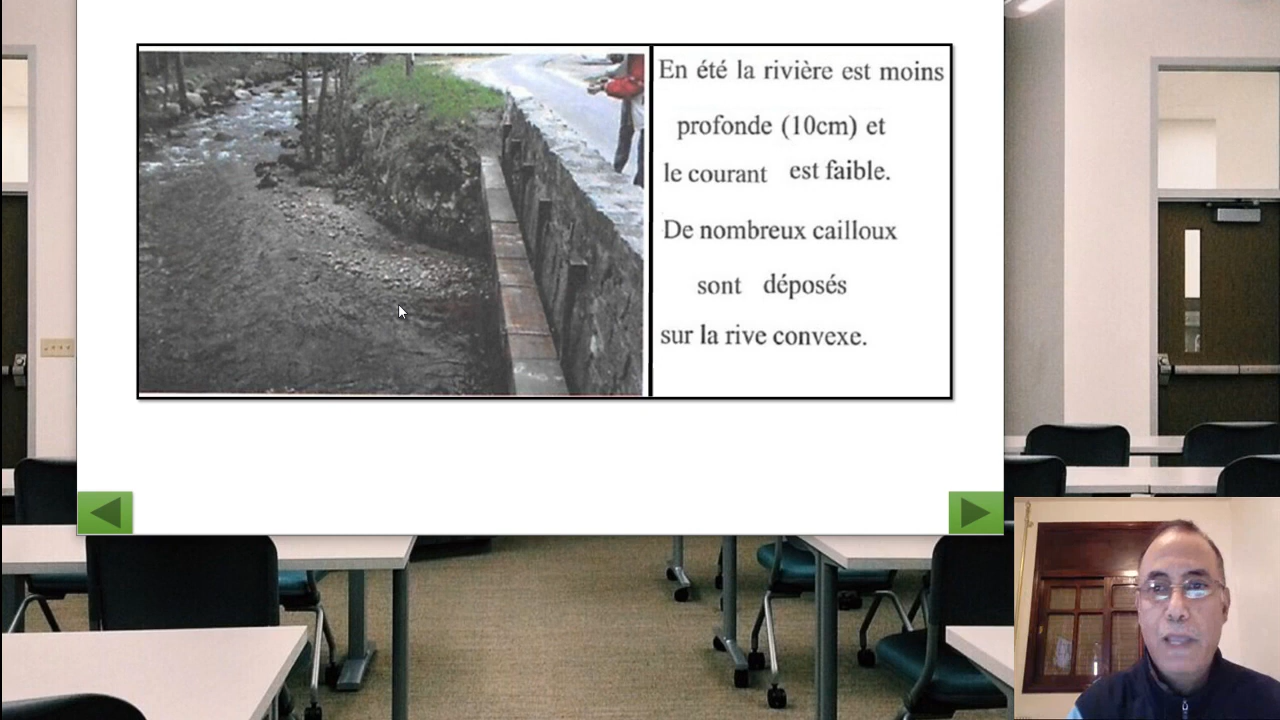 En été la rivière est moins
profonde (10cm) et
le courant est faible.
De nombreux cailloux
sont déposés
sur la rive convexe.